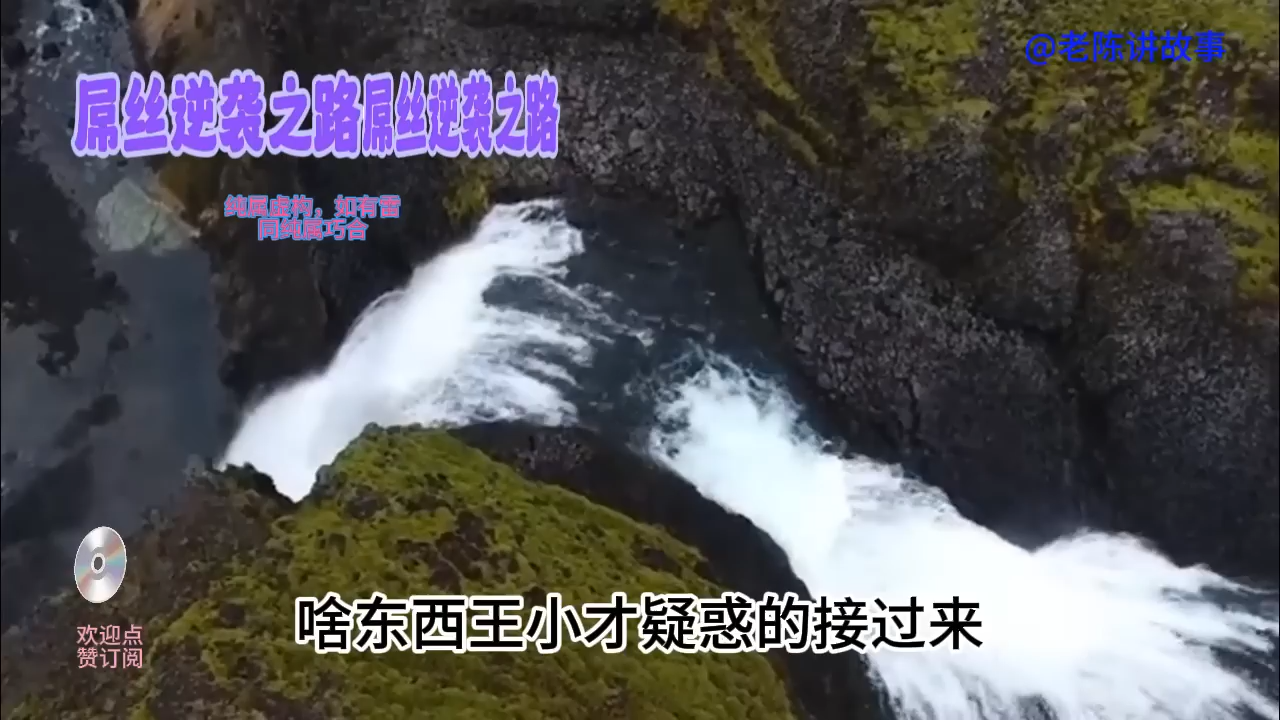 @老陈讲故事
屌丝逆袭之路屌丝逆袭之路
纯属虚构，如有雷
同纯属巧合
欢迎点
赞订阅
啥东西王小才疑惑的接过来